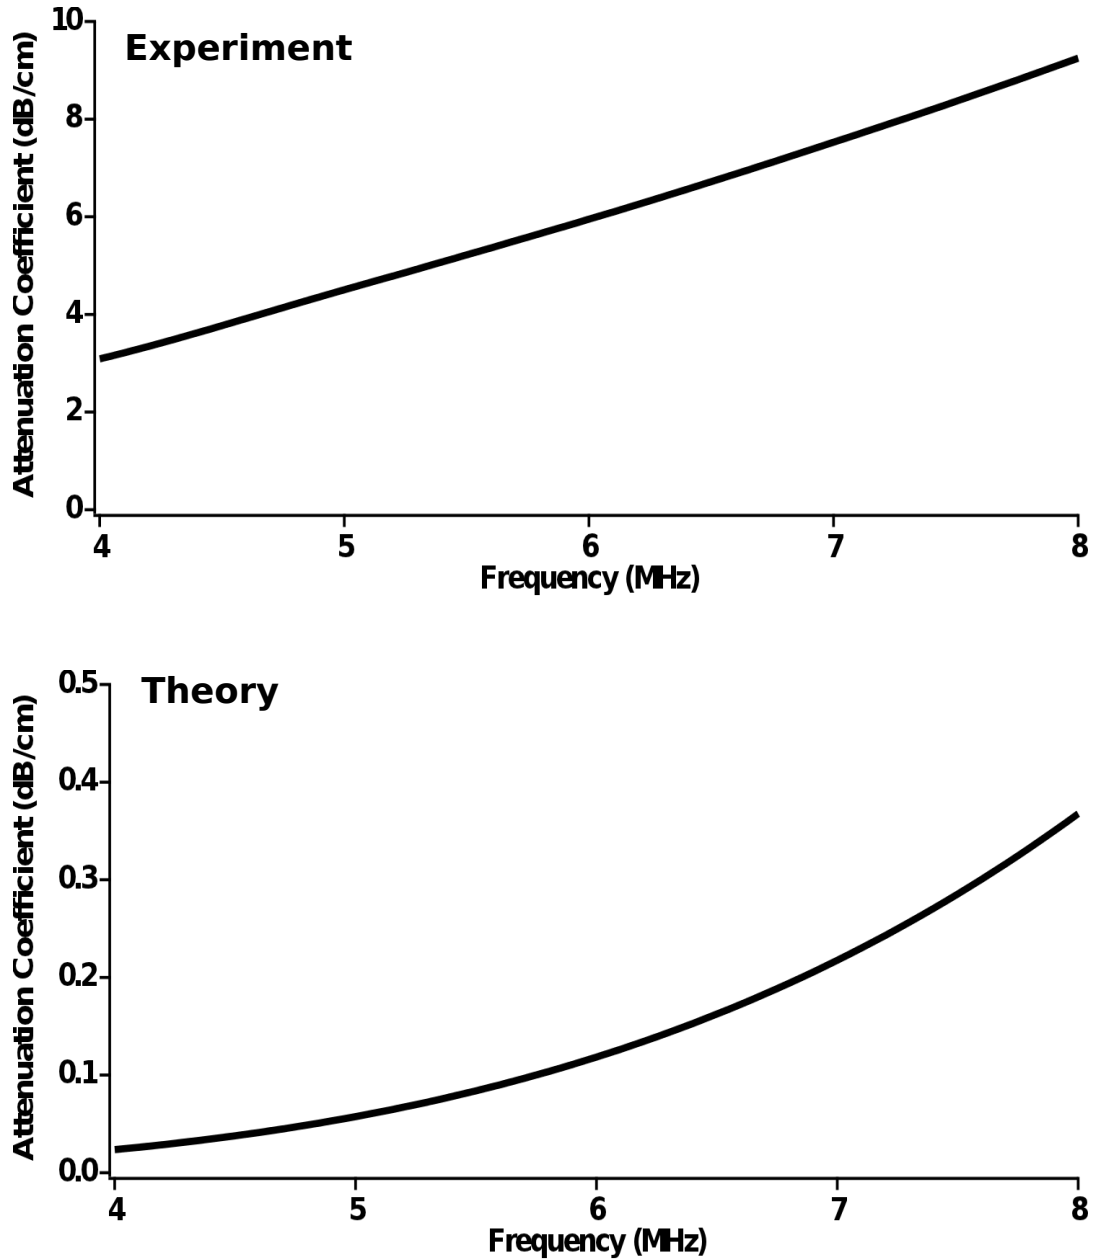 Experiment
Attenuation Coefficient (dB/cm)
10
8
6
4
2
0
4 5 6 7 8
Frequency (MHz)
Theory
Attenuation Coefficient (dB/cm)
0.5
0.4
0.3
0.2
0.1
0.0
4 5 6 7 8
Frequency (MHz)